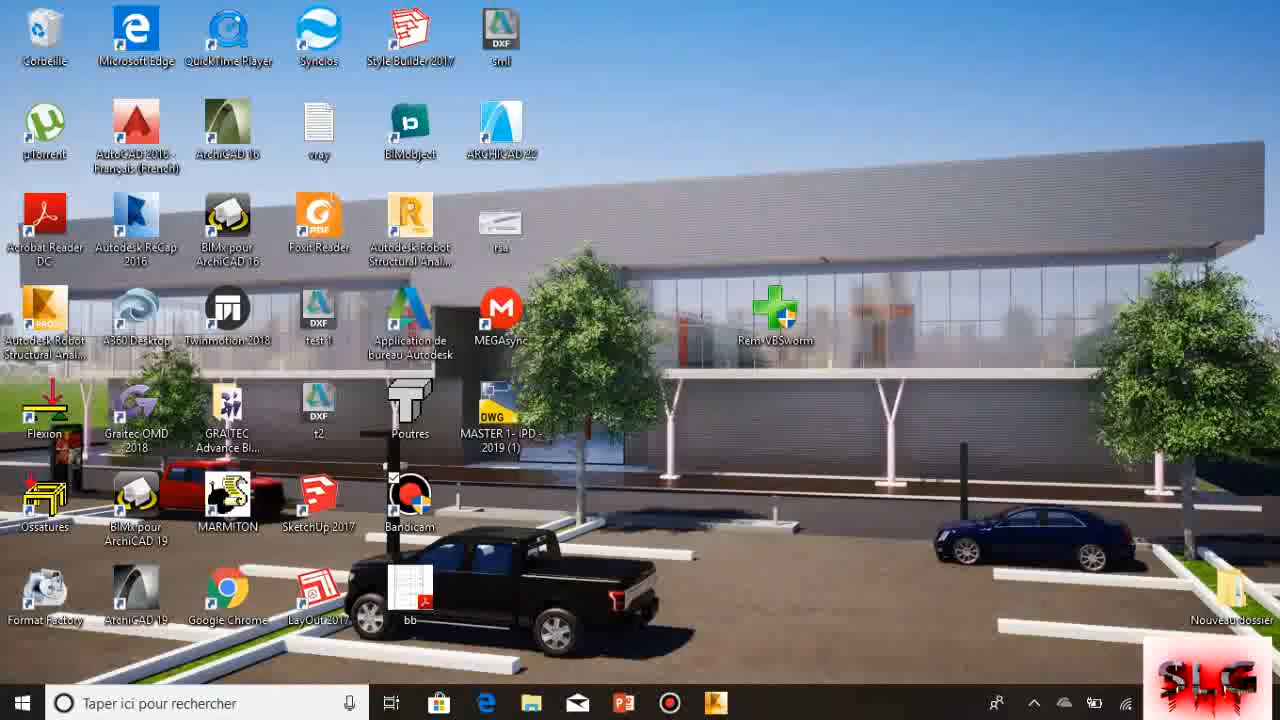 Corbeille
Microsoft Edge
QuickTime Player
Syncios
Style Builder 2017
DXF
sml
µTorrent
AutoCAD 2016 -
Français (French)
ArchiCAD 16
vray
b
BIMobject
ARCHICAD 22
Acrobat Reader
DC
Autodesk ReCap
2016
BIMx pour
ArchiCAD 16
PDF
Foxit Reader
R
Autodesk Robot
Structural Anal...
rsa
PRO
Autodesk Robot
Structural Anal...
A360 Desktop
Twinmotion 2018
DXF
test 1
Application de
bureau Autodesk
M
MEGAsync
Rem-VBSworm
Flexion
Graitec OMD
2018
GRAITEC
Advance BI...
DXF
t2
Poutres
DWG
MASTER 1- IPD -
2019 (1)
Ossatures
BIMx pour
ArchiCAD 19
MARMITON
SketchUp 2017
Bandicam
Format Factory
ArchiCAD 19
Google Chrome
LayOut 2017
bb
Nouveau dossier
SLG
Taper ici pour rechercher